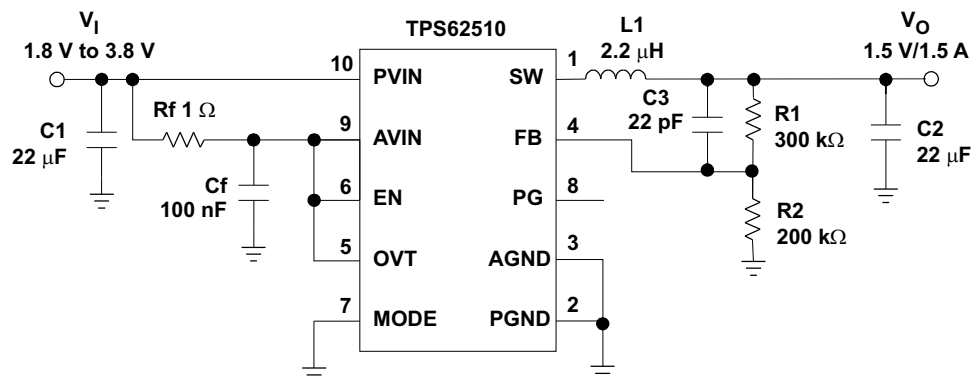 TPS62510
V_I
1.8 V to 3.8 V
Rf 1 Ω
C1
22 μF
Cf
100 nF
10
9
6
5
7
PVIN
AVIN
EN
OVT
MODE
SW
FB
PG
AGND
PGND
1
4
8
3
2
L1
2.2 μH
C3
22 pF
R1
300 kΩ
R2
200 kΩ
V_O
1.5 V/1.5 A
C2
22 μF